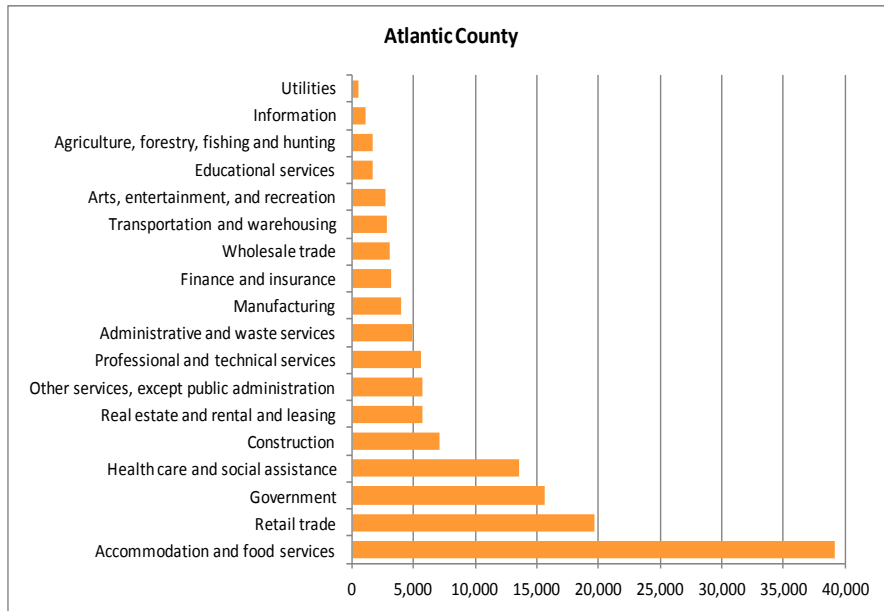 Atlantic County
Utilities
Information
Agriculture, forestry, fishing and hunting
Educational services
Arts, entertainment, and recreation
Transportation and warehousing
Wholesale trade
Finance and insurance
Manufacturing
Administrative and waste services
Professional and technical services
Other services, except public administration
Real estate and rental and leasing
Construction
Health care and social assistance
Government
Retail trade
Accommodation and food services
0 5,000 10,000 15,000 20,000 25,000 30,000 35,000 40,000